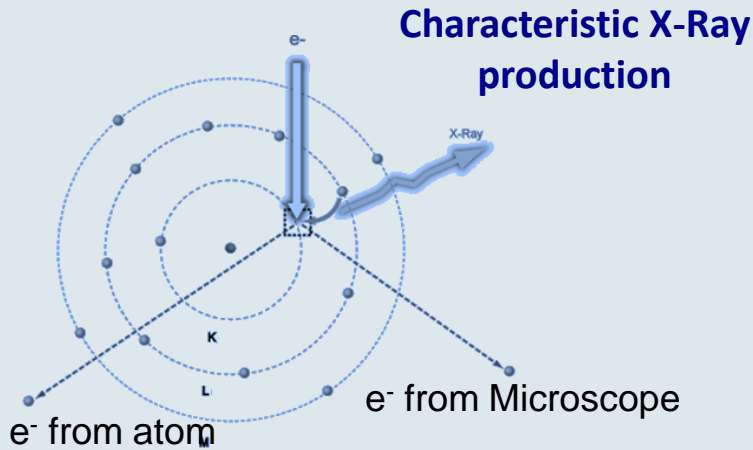 Characteristic X-Ray
production
e-
X-Ray
K
L
e- from Microscope
e- from atom
M